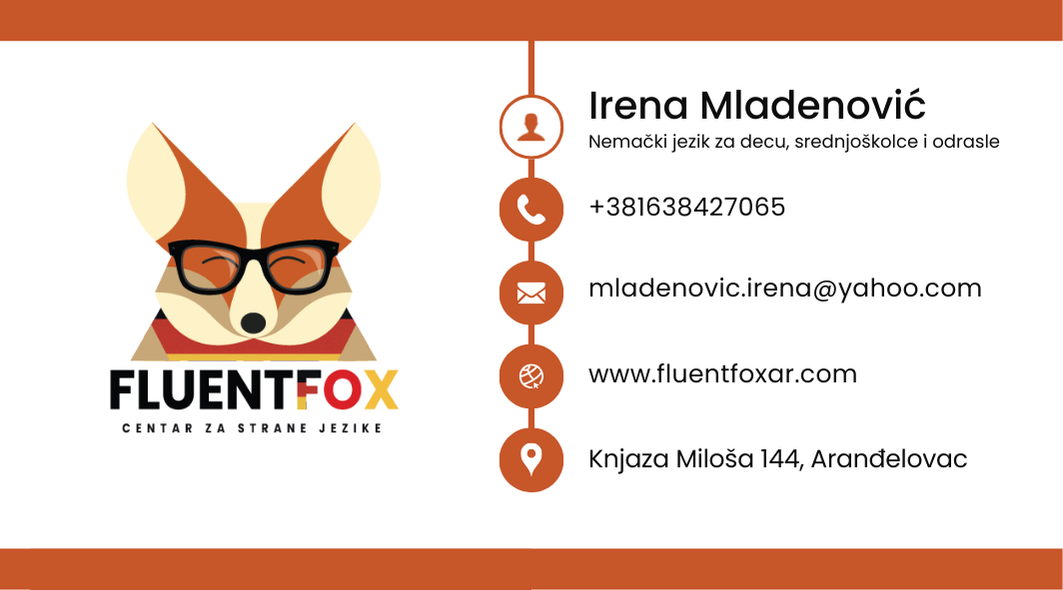 Irena Mladenović
Nemački jezik za decu, srednjoškolce i odrasle
+381638427065
mladenovic.irena@yahoo.com
www.fluentfoxar.com
Knjaza Miloša 144, Aranđelovac
FLUENTFOX
CENTAR ZA STRANE JEZIKE